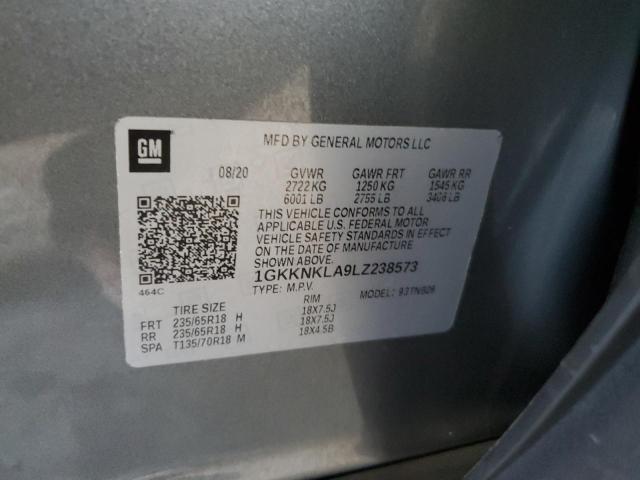 GM
MFD BY GENERAL MOTORS LLC
08/20 GVWR GAWR FRT GAWR RR
2722 KG 1250 KG 1545 KG
6001 LB 2755 LB 3406 LB
THIS VEHICLE CONFORMS TO ALL
APPLICABLE U.S. FEDERAL MOTOR
VEHICLE SAFETY STANDARDS IN EFFECT
ON THE DATE OF MANUFACTURE
SHOWN ABOVE.
1GKKNKLA9LZ238573
464C
TYPE: M.P.V. MODEL:
TIRE SIZE RIM
FRT 235/65R18 H 18X7.5J
RR 235/65R18 H 18X7.5J
SPA T135/70R18 M 18X4.5B